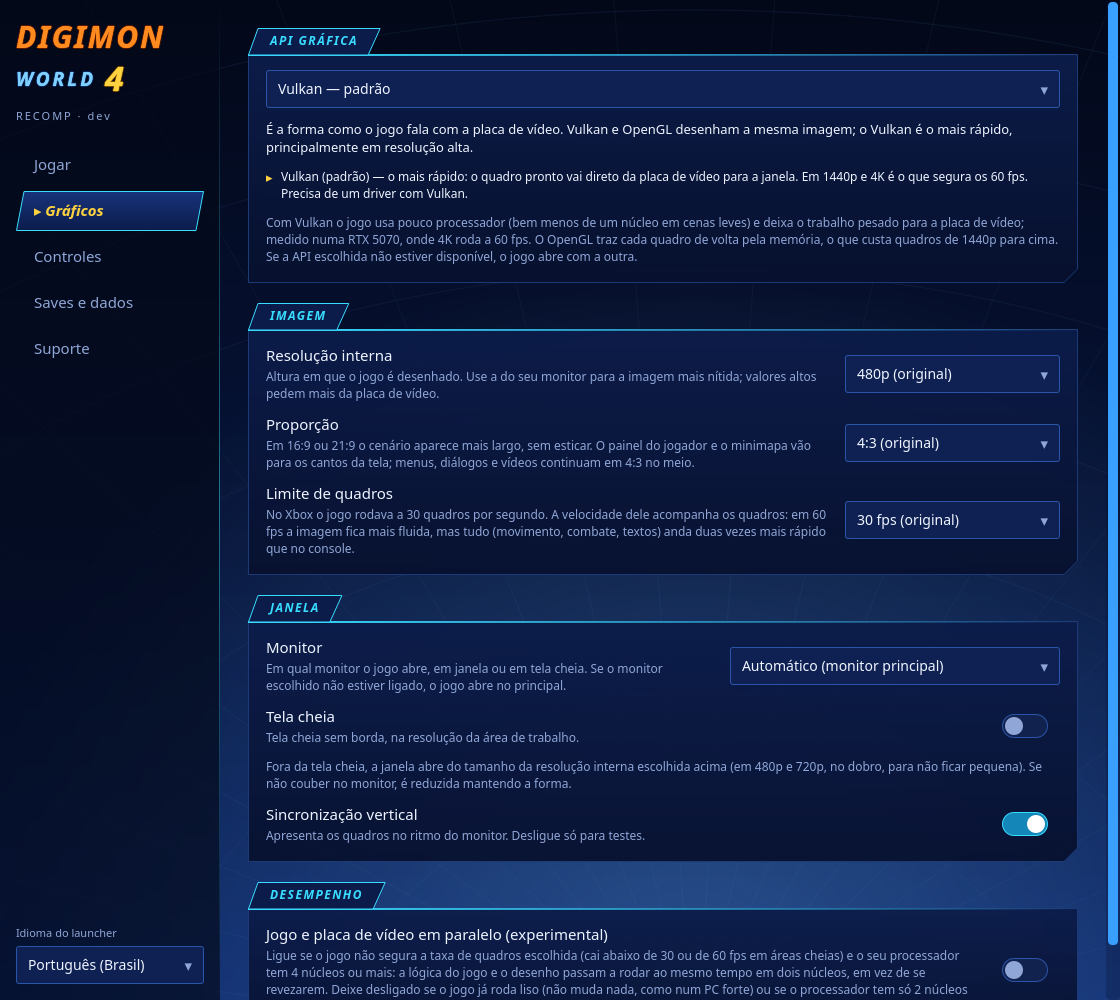 DIGIMON
WORLD 4
RECOMP · dev
Jogar
▸ Gráficos
Controles
Saves e dados
Suporte
Idioma do launcher
Português (Brasil)
API GRÁFICA
Vulkan — padrão
É a forma como o jogo fala com a placa de vídeo. Vulkan e OpenGL desenham a mesma imagem; o Vulkan é o mais rápido,
principalmente em resolução alta.
▸ Vulkan (padrão) — o mais rápido: o quadro pronto vai direto da placa de vídeo para a janela. Em 1440p e 4K é o que segura os 60 fps.
Precisa de um driver com Vulkan.
Com Vulkan o jogo usa pouco processador (bem menos de um núcleo em cenas leves) e deixa o trabalho pesado para a placa de vídeo;
medido numa RTX 5070, onde 4K roda a 60 fps. O OpenGL traz cada quadro de volta pela memória, o que custa quadros de 1440p para cima.
Se a API escolhida não estiver disponível, o jogo abre com a outra.
IMAGEM
Resolução interna
Altura em que o jogo é desenhado. Use a do seu monitor para a imagem mais nítida; valores altos
pedem mais da placa de vídeo.
480p (original)
Proporção
Em 16:9 ou 21:9 o cenário aparece mais largo, sem esticar. O painel do jogador e o minimapa vão
para os cantos da tela; menus, diálogos e vídeos continuam em 4:3 no meio.
4:3 (original)
Limite de quadros
No Xbox o jogo rodava a 30 quadros por segundo. A velocidade dele acompanha os quadros: em 60
fps a imagem fica mais fluida, mas tudo (movimento, combate, textos) anda duas vezes mais rápido
que no console.
30 fps (original)
JANELA
Monitor
Em qual monitor o jogo abre, em janela ou em tela cheia. Se o monitor
escolhido não estiver ligado, o jogo abre no principal.
Automático (monitor principal)
Tela cheia
Tela cheia sem borda, na resolução da área de trabalho.
Fora da tela cheia, a janela abre do tamanho da resolução interna escolhida acima (em 480p e 720p, no dobro, para não ficar pequena). Se
não couber no monitor, é reduzida mantendo a forma.
Sincronização vertical
Apresenta os quadros no ritmo do monitor. Desligue só para testes.
DESEMPENHO
Jogo e placa de vídeo em paralelo (experimental)
Ligue se o jogo não segura a taxa de quadros escolhida (cai abaixo de 30 ou de 60 fps em áreas cheias) e o seu processador
tem 4 núcleos ou mais: a lógica do jogo e o desenho passam a rodar ao mesmo tempo em dois núcleos, em vez de se
revezarem. Deixe desligado se o jogo já roda liso (não muda nada, como num PC forte) ou se o processador tem só 2 núcleos